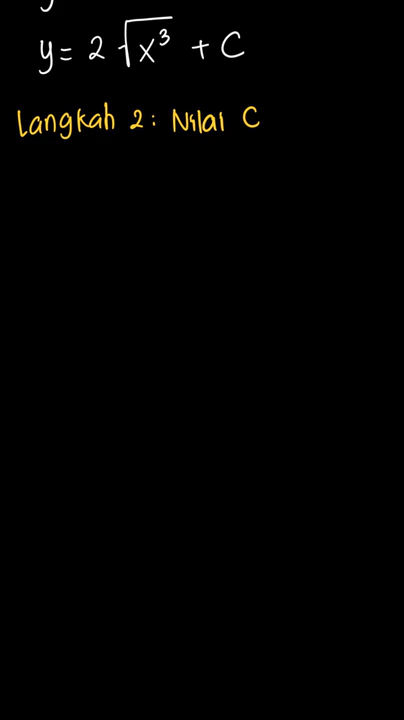 y = 2 √x³ + C
Langkah 2 : Nilai C